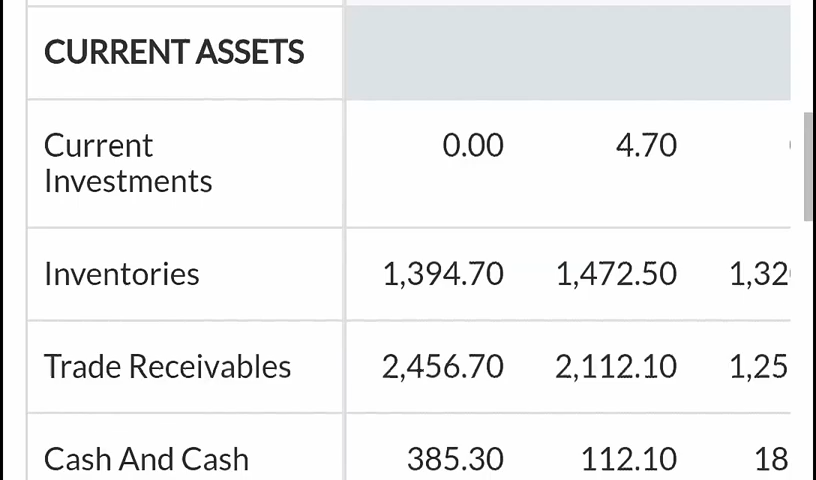 CURRENT ASSETS
Current 0.00 4.70
Investments
Inventories 1,394.70 1,472.50
Trade Receivables 2,456.70 2,112.10
Cash And Cash 385.30 112.10